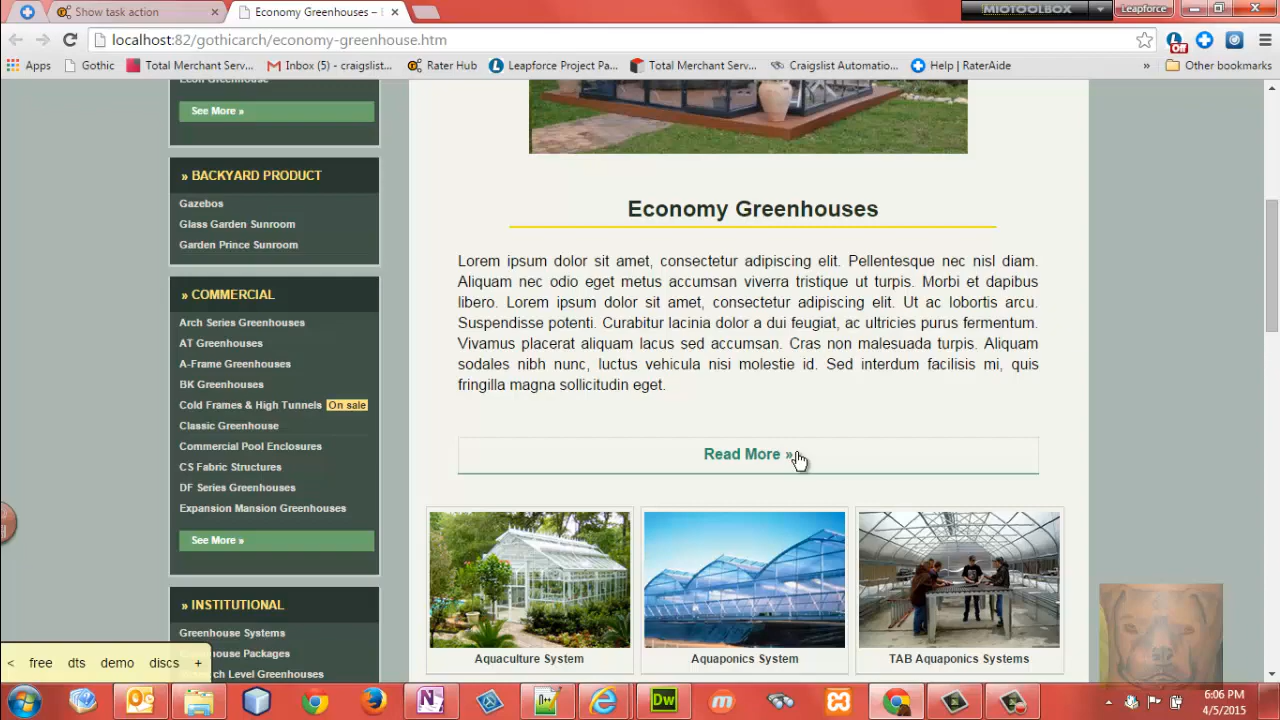 Show task action
Economy Greenhouses – E
MIOTOOLBOX
Leapforce
localhost:82/gothicarch/economy-greenhouse.htm
Off
Apps
Gothic
Total Merchant Serv...
Inbox (5) - craigslist...
Rater Hub
Leapforce Project Pa...
Total Merchant Serv...
Craigslist Automatio...
Help | RaterAide
»
Other bookmarks
See More »
» BACKYARD PRODUCT
Gazebos
Glass Garden Sunroom
Garden Prince Sunroom
» COMMERCIAL
Arch Series Greenhouses
AT Greenhouses
A-Frame Greenhouses
BK Greenhouses
Cold Frames & High Tunnels On sale
Classic Greenhouse
Commercial Pool Enclosures
CS Fabric Structures
DF Series Greenhouses
Expansion Mansion Greenhouses
See More »
» INSTITUTIONAL
Greenhouse Systems
house Packages
ch Level Greenhouses
Economy Greenhouses
Lorem ipsum dolor sit amet, consectetur adipiscing elit. Pellentesque nec nisl diam.
Aliquam nec odio eget metus accumsan viverra tristique ut turpis. Morbi et dapibus
libero. Lorem ipsum dolor sit amet, consectetur adipiscing elit. Ut ac lobortis arcu.
Suspendisse potenti. Curabitur lacinia dolor a dui feugiat, ac ultricies purus fermentum.
Vivamus placerat aliquam lacus sed accumsan. Cras non malesuada turpis. Aliquam
sodales nibh nunc, luctus vehicula nisi molestie id. Sed interdum facilisis mi, quis
fringilla magna sollicitudin eget.
Read More »
Aquaculture System
Aquaponics System
TAB Aquaponics Systems
< free dts demo discs +
6:06 PM
4/5/2015